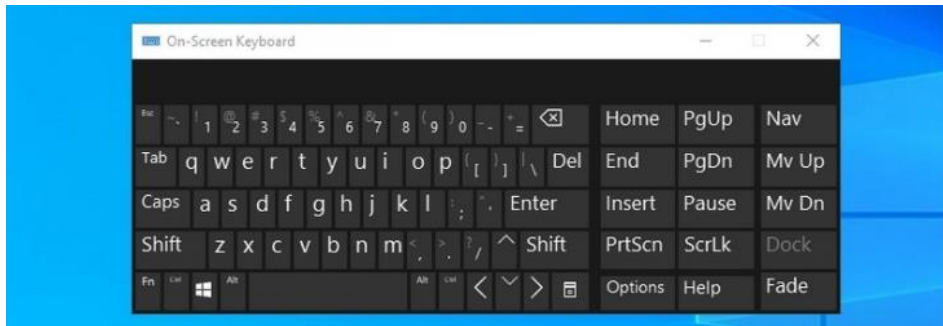 On-Screen Keyboard
Esc ~ ` ! 1 @ 2 # 3 $ 4 % 5 ^ 6 & 7 * 8 ( 9 ) 0 _ - + = Home PgUp Nav
Tab q w e r t y u i o p { [ } ] | \ Del End PgDn Mv Up
Caps a s d f g h j k l : ; " ' Enter Insert Pause Mv Dn
Shift z x c v b n m < , > . ? / Shift PrtScn ScrLk Dock
Fn Ctrl Alt Alt Ctrl Options Help Fade